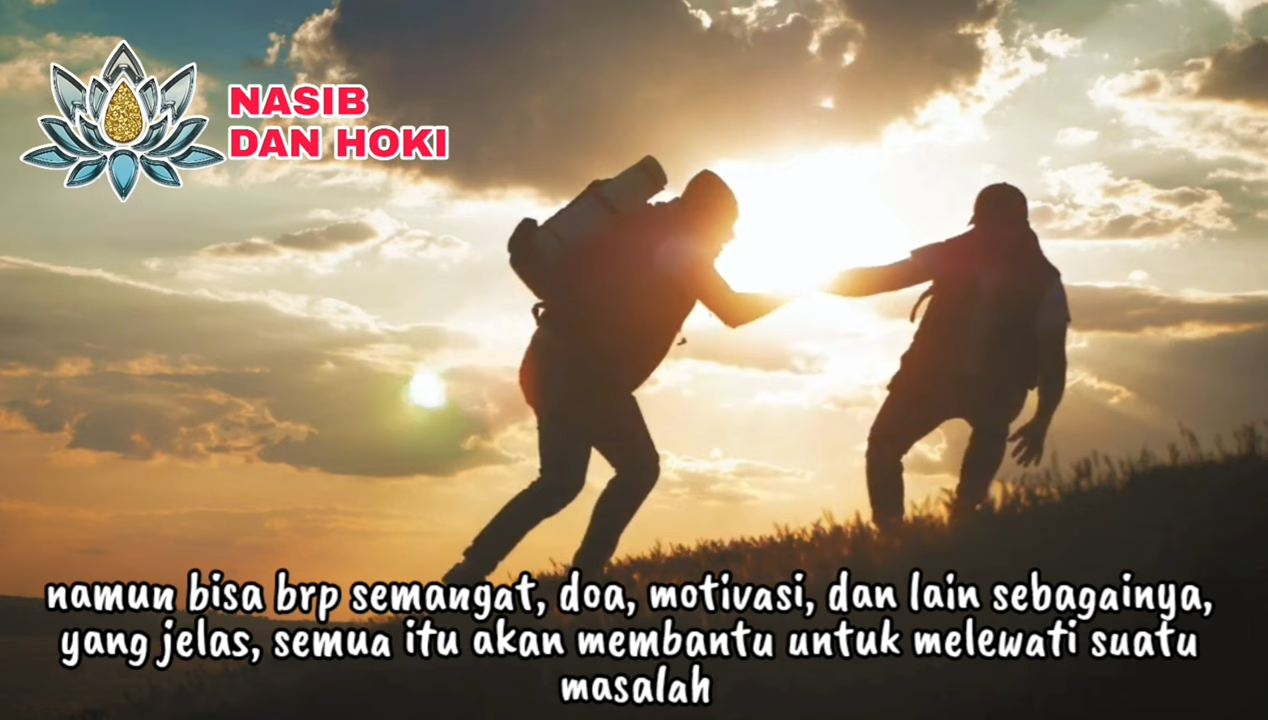 NASIB
DAN HOKI
namun bisa brp semangat, doa, motivasi, dan lain sebagainya,
yang jelas, semua itu akan membantu untuk melewati suatu
masalah